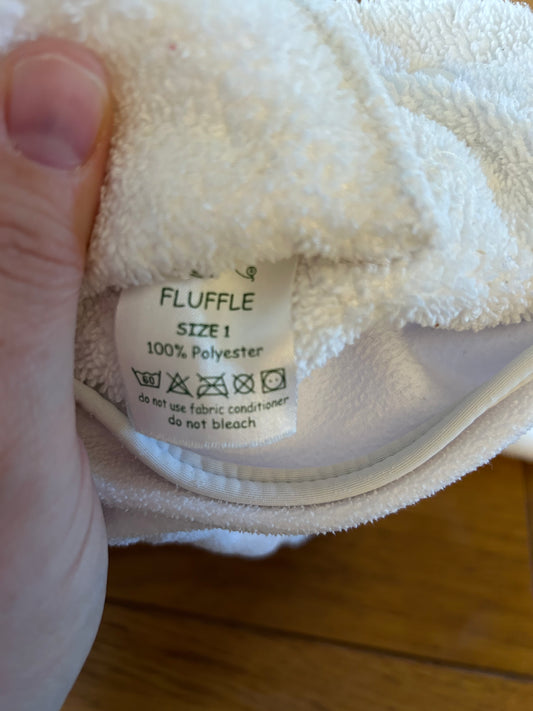 FLUFFLE
SIZE 1
100% Polyester
60
do not use fabric conditioner
do not bleach